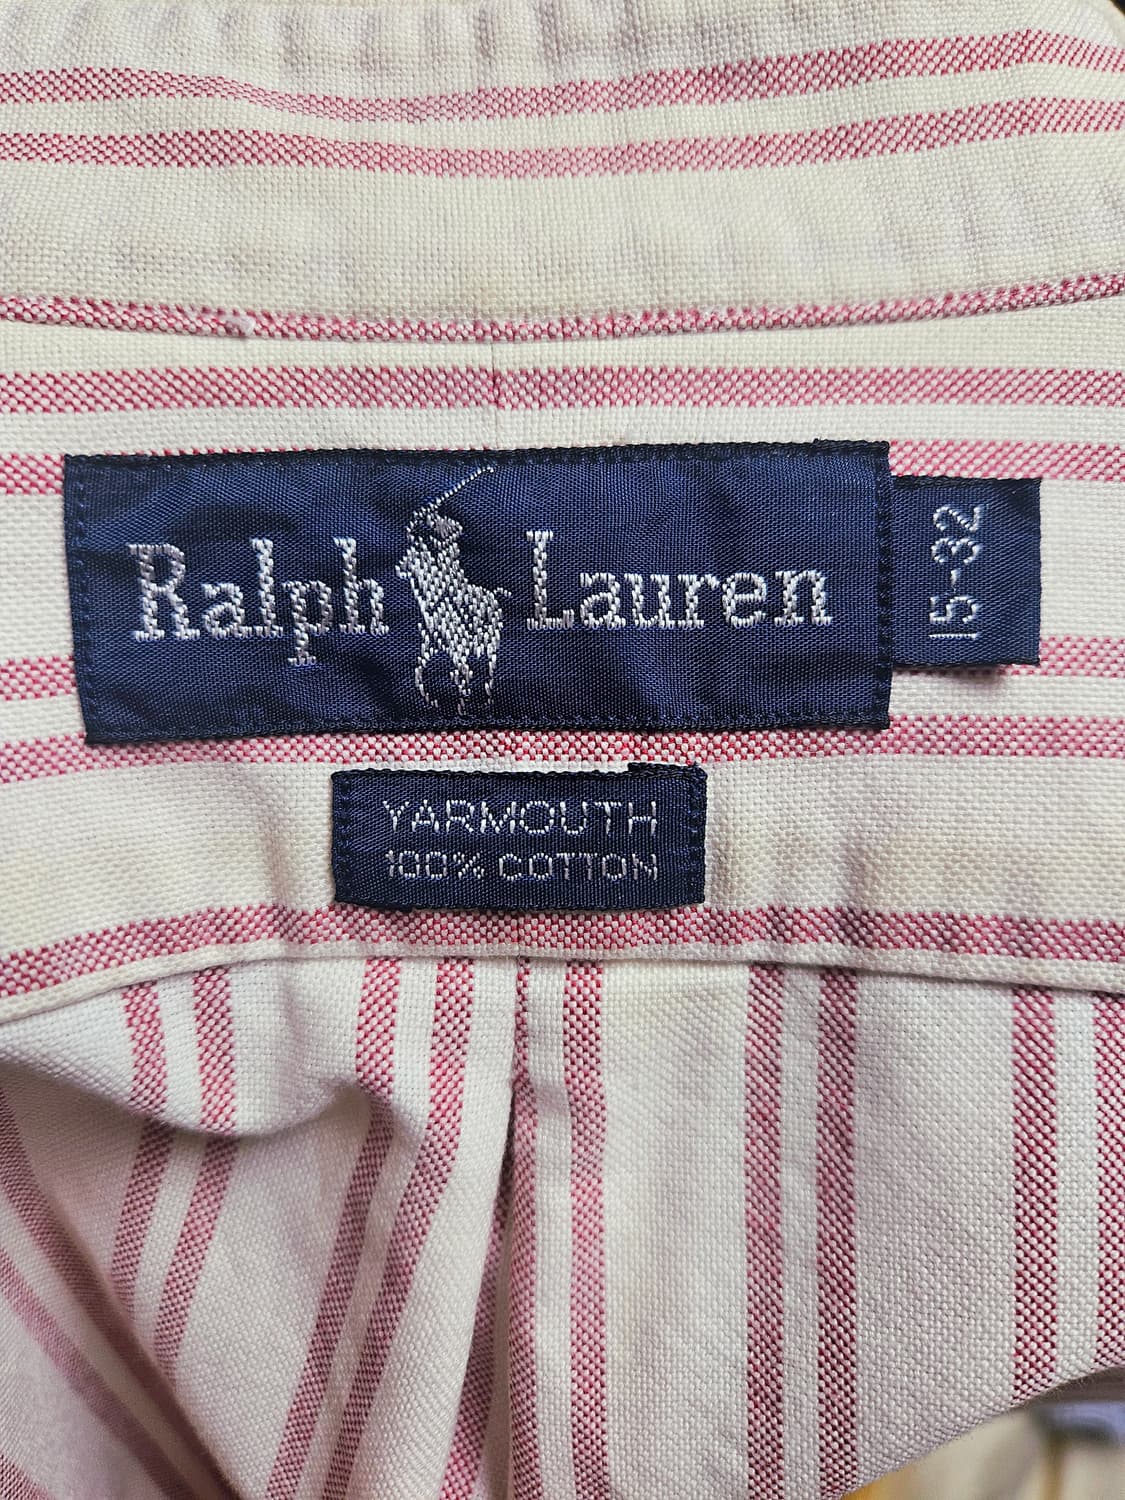 Ralph Lauren
15-32
YARMOUTH
100% COTTON